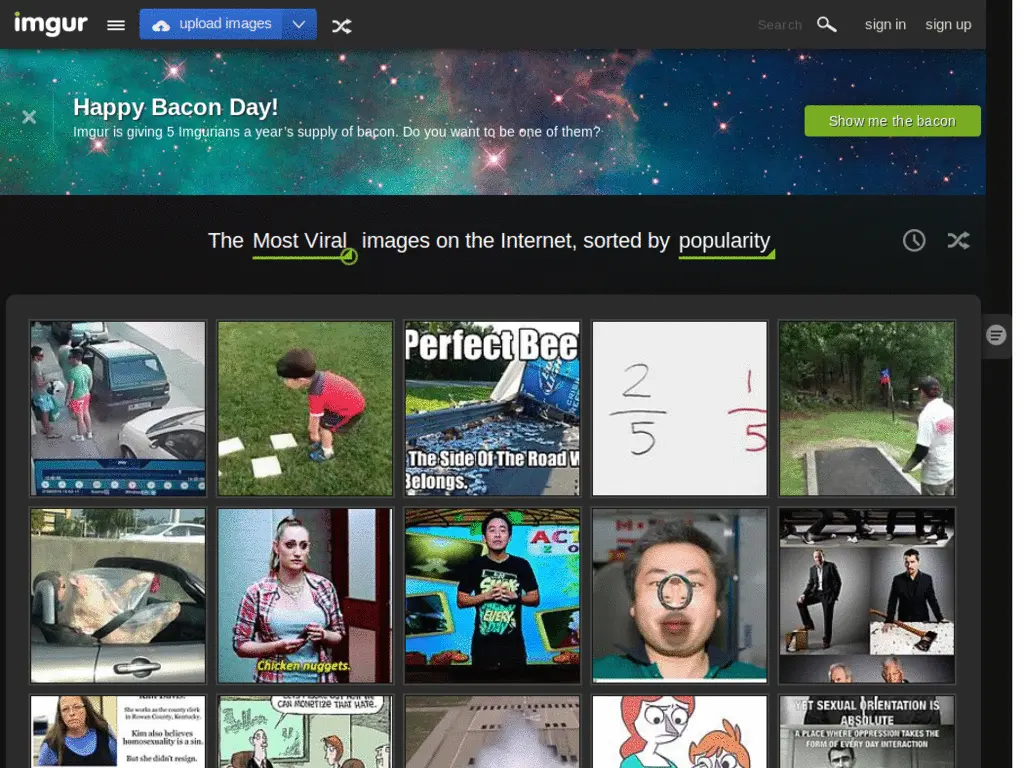 imgur
upload images
Search
sign in
sign up
Happy Bacon Day!
Imgur is giving 5 Imgurians a year's supply of bacon. Do you want to be one of them?
Show me the bacon
The Most Viral images on the Internet, sorted by popularity
Perfect Bee
The Side Of The Road W
Belongs.
2
5
1
5
Chicken nuggets.
AC
EVERY
DAY
Kim Davis.
She works as the county clerk
in Rowan County, Kentucky.
Kim also believes
homosexuality is a sin.
But she didn't resign.
MONETIZE THAT HATE.
YET SEXUAL ORIENTATION IS
ABSOLUTE
A PLACE WHERE OPPRESSION TAKES THE
FORM OF EVERY DAY INTERACTION